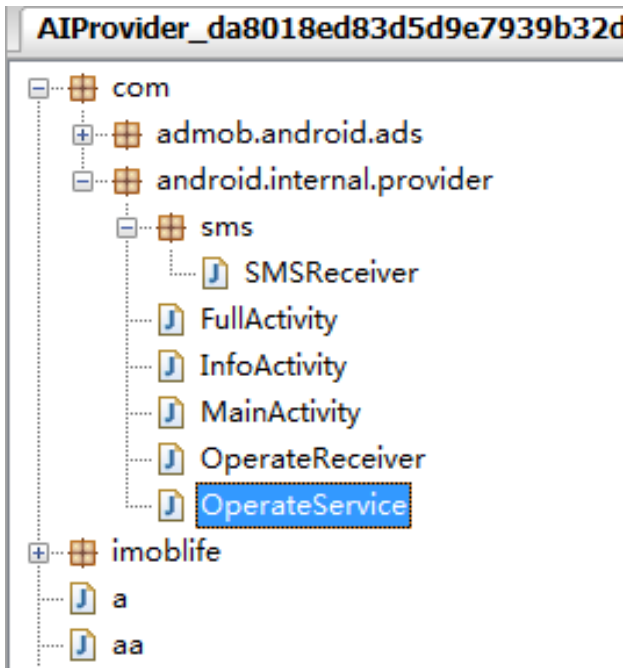 AIProvider_da8018ed83d5d9e7939b32d
com
admob.android.ads
android.internal.provider
sms
SMSReceiver
FullActivity
InfoActivity
MainActivity
OperateReceiver
OperateService
imoblife
a
aa